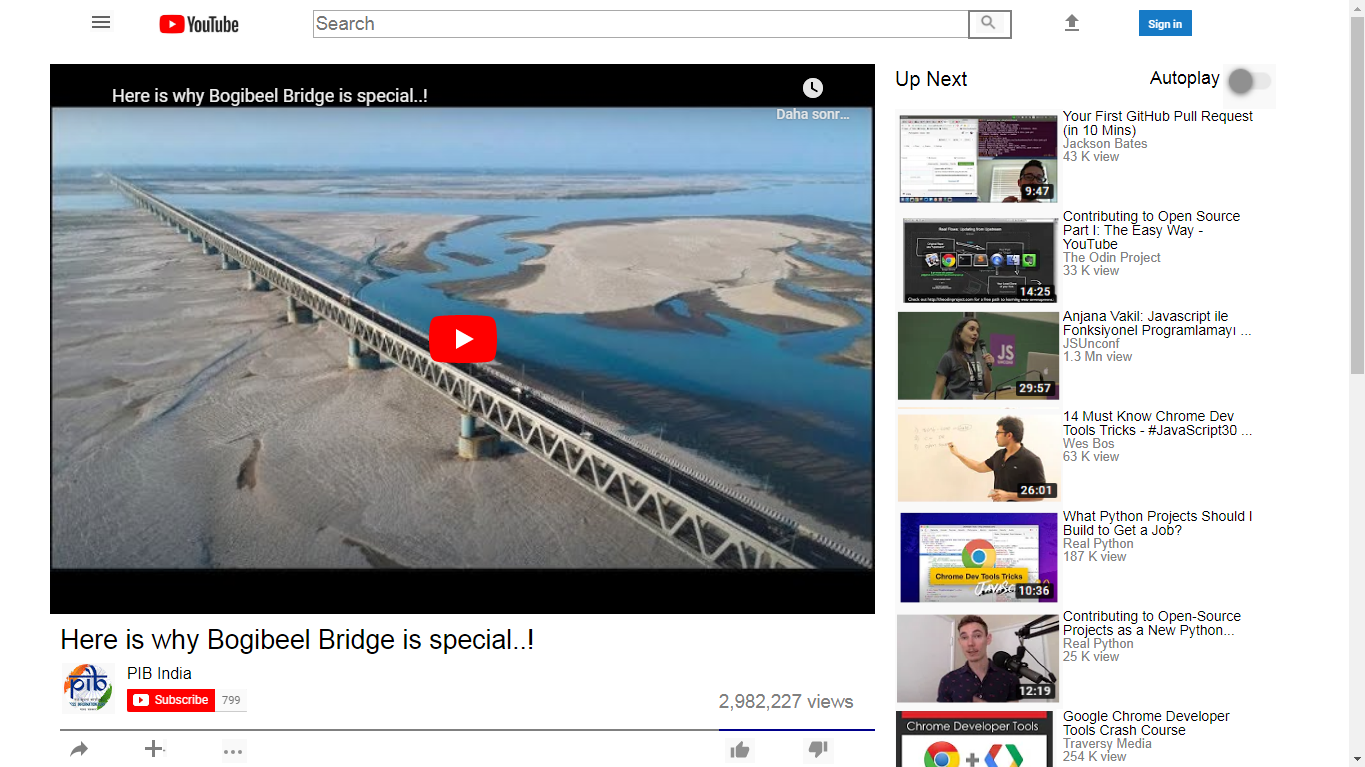 YouTube
Search
Sign in
Here is why Bogibeel Bridge is special..!
Daha sonr...
Here is why Bogibeel Bridge is special..!
PIB India
Subscribe
799
2,982,227 views
Up Next
Autoplay
9:47
Your First GitHub Pull Request
(in 10 Mins)
Jackson Bates
43 K view
14:25
Contributing to Open Source
Part I: The Easy Way -
YouTube
The Odin Project
33 K view
JS
29:57
Anjana Vakil: Javascript ile
Fonksiyonel Programlamayı ...
JSUnconf
1.3 Mn view
26:01
14 Must Know Chrome Dev
Tools Tricks - #JavaScript30 ...
Wes Bos
63 K view
Chrome Dev Tools Tricks
10:36
What Python Projects Should I
Build to Get a Job?
Real Python
187 K view
12:19
Contributing to Open-Source
Projects as a New Python...
Real Python
25 K view
Chrome Developer Tools
Google Chrome Developer
Tools Crash Course
Traversy Media
254 K view